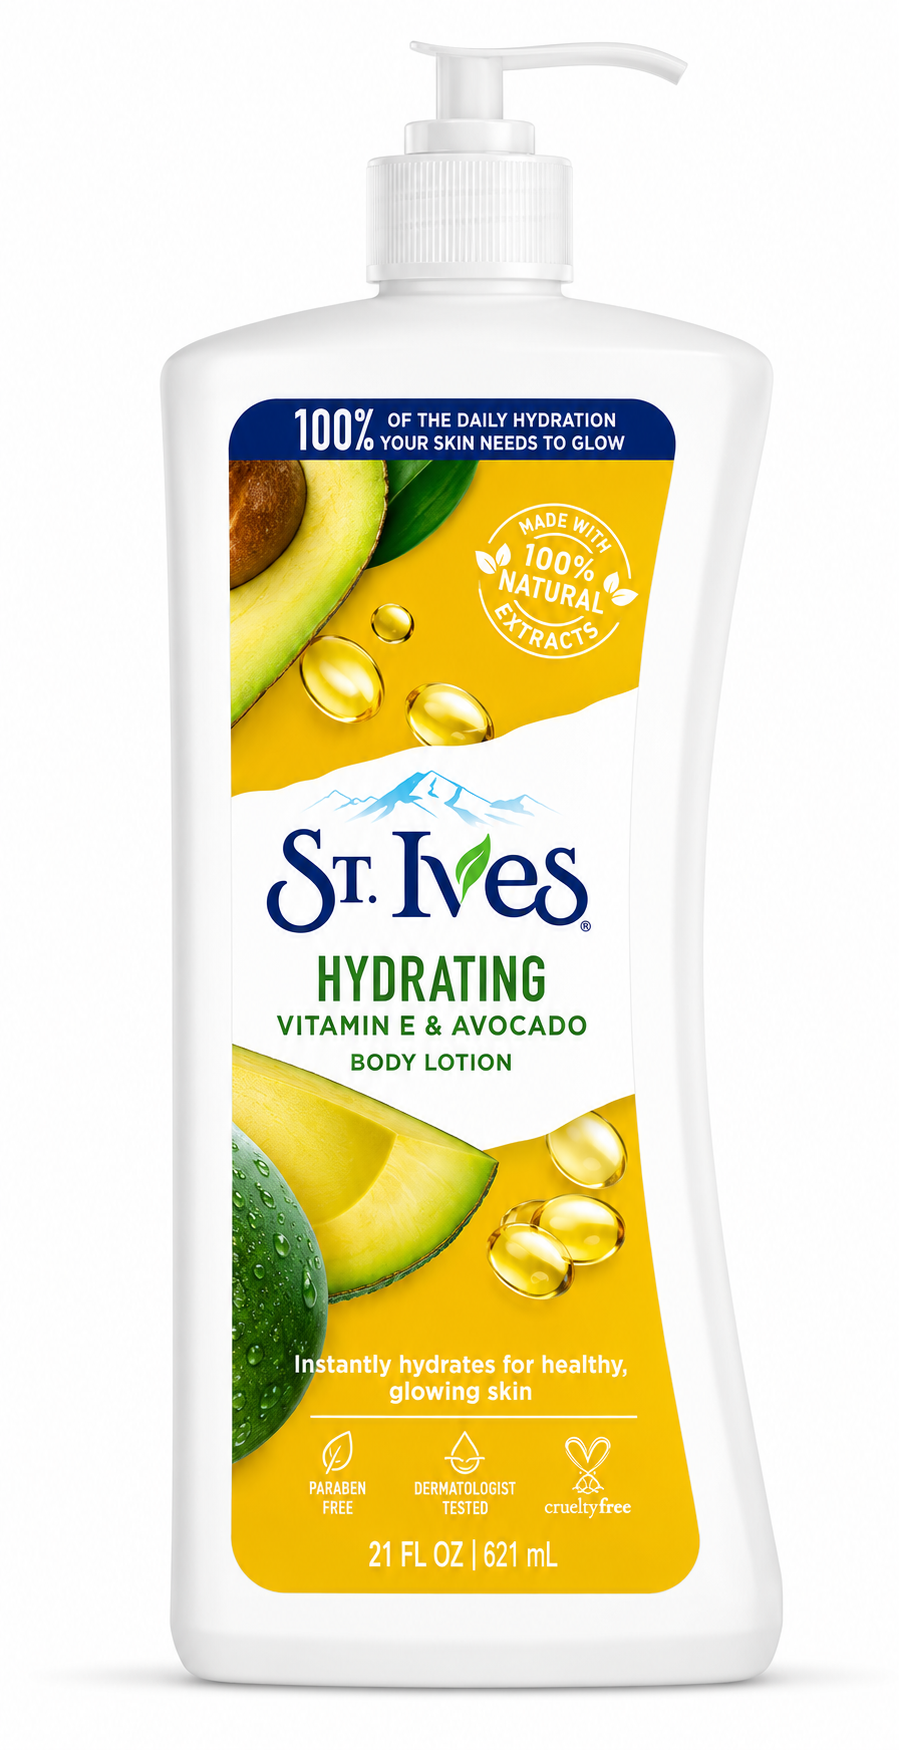 100% OF THE DAILY HYDRATION
YOUR SKIN NEEDS TO GLOW
MADE WITH
100%
NATURAL
EXTRACTS
ST. IVES®
HYDRATING
VITAMIN E & AVOCADO
BODY LOTION
Instantly hydrates for healthy,
glowing skin
PARABEN
FREE
DERMATOLOGIST
TESTED
crueltyfree
21 FL OZ | 621 mL